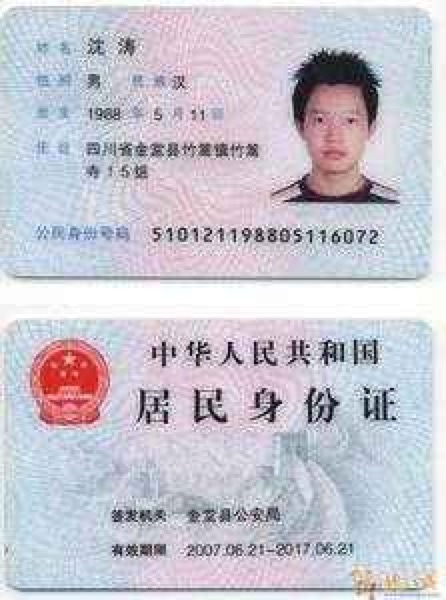 姓名 沈涛
性别 男 民族 汉
出生 1988 年 5 月 11 日
住址 四川省金堂县竹篙镇竹篙
寺15组
公民身份号码 510121198805116072
中华人民共和国
居民身份证
签发机关 金堂县公安局
有效期限 2007.06.21-2017.06.21